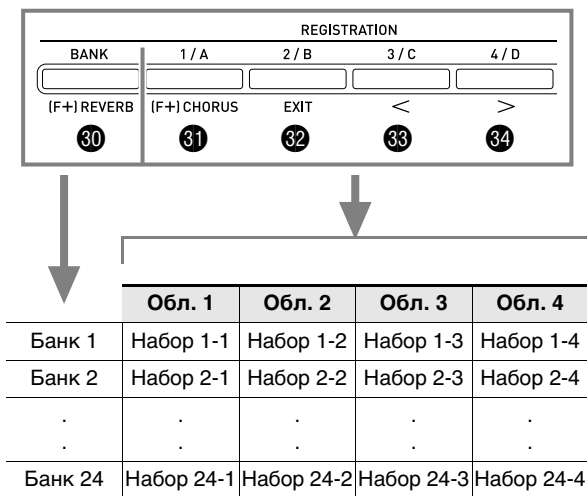 REGISTRATION
BANK 1 / A 2 / B 3 / C 4 / D
(F+) REVERB (F+) CHORUS EXIT < >
30 31 32 33 34
Обл. 1 Обл. 2 Обл. 3 Обл. 4
Банк 1 Набор 1-1 Набор 1-2 Набор 1-3 Набор 1-4
Банк 2 Набор 2-1 Набор 2-2 Набор 2-3 Набор 2-4
. . . . .
. . . . .
Банк 24 Набор 24-1 Набор 24-2 Набор 24-3 Набор 24-4